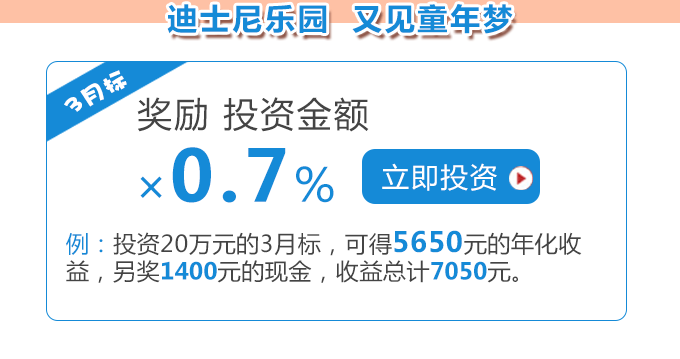 迪士尼乐园 又见童年梦
3月标
奖励 投资金额
×0.7%
立即投资
例：投资20万元的3月标，可得5650元的年化收
益，另奖1400元的现金，收益总计7050元。